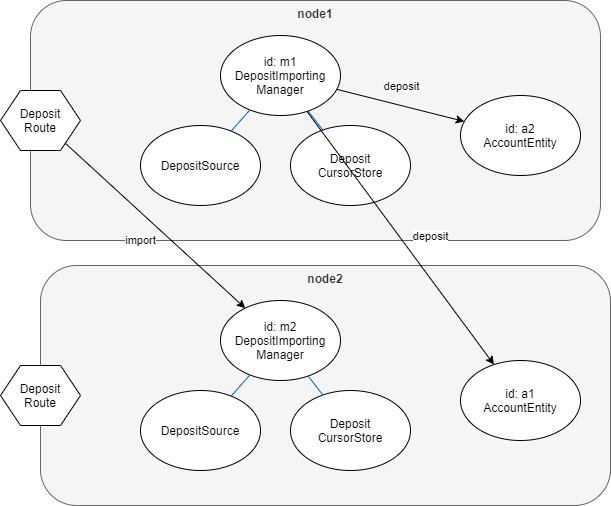 node1
id: m1
DepositImporting
Manager
deposit
Deposit
Route
id: a2
AccountEntity
DepositSource
Deposit
CursorStore
import
deposit
node2
id: m2
DepositImporting
Manager
Deposit
Route
id: a1
AccountEntity
DepositSource
Deposit
CursorStore